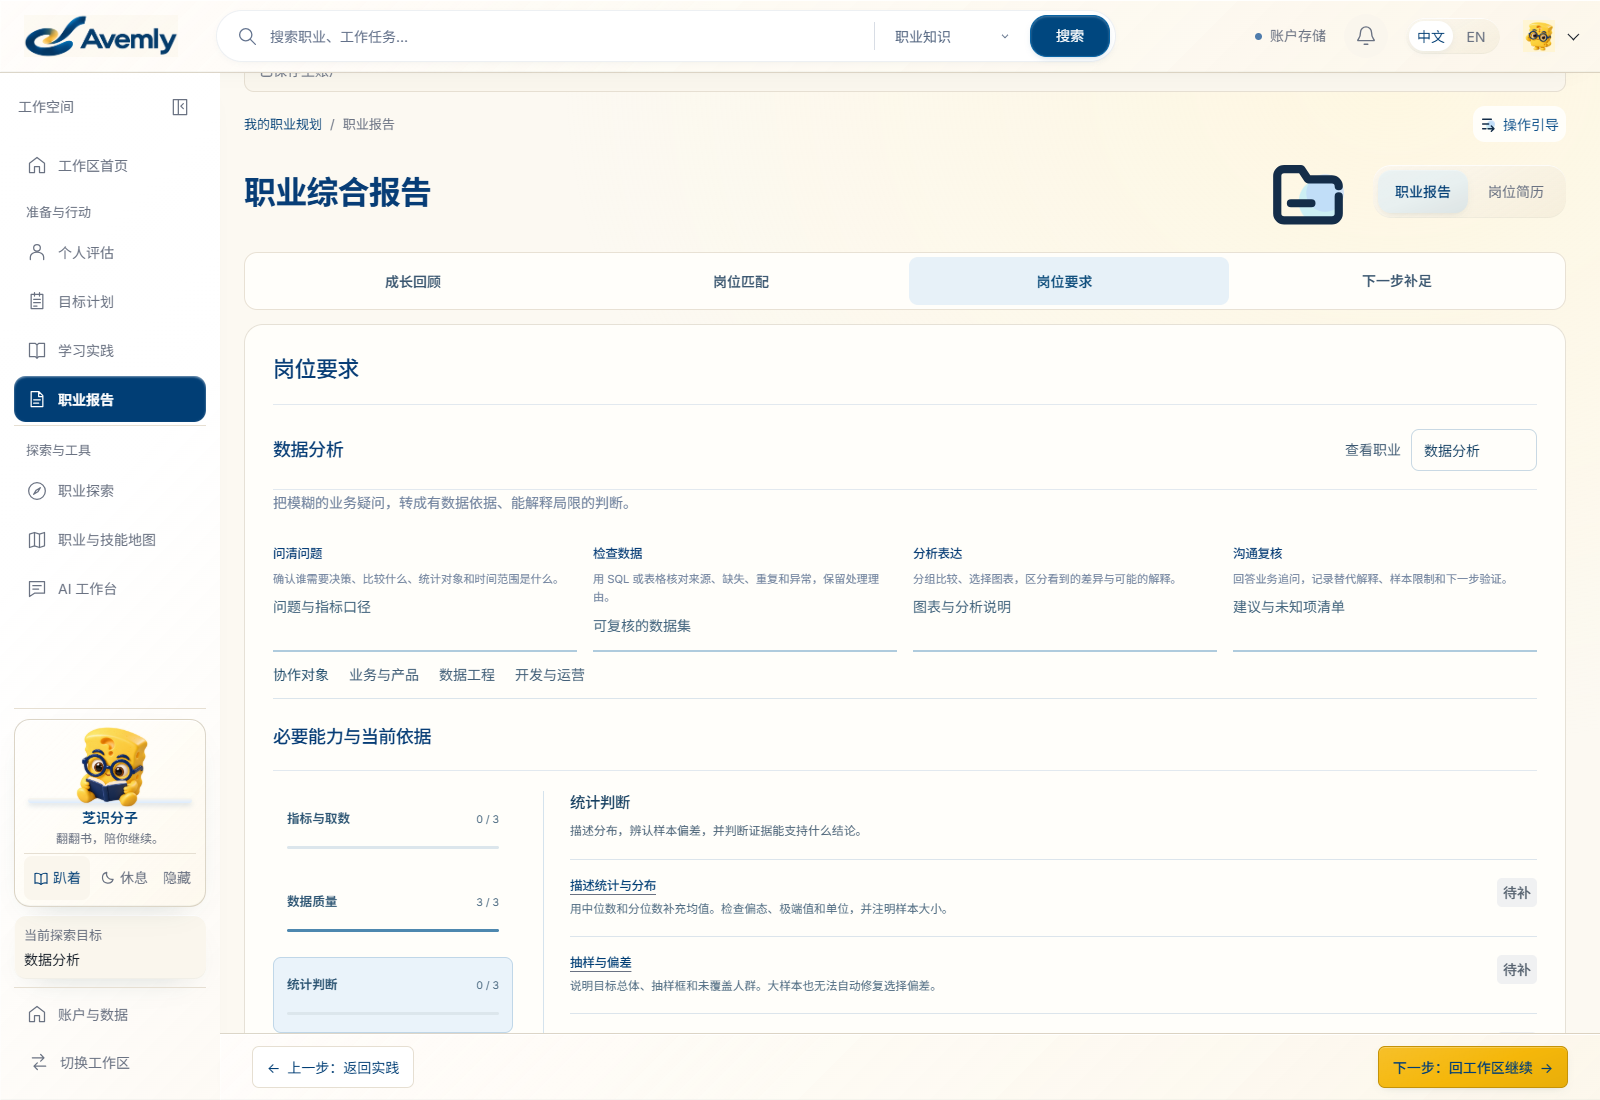 Avemly
搜索职业、工作任务...
职业知识
搜索
账户存储
中文 EN
工作空间
工作区首页
准备与行动
个人评估
目标计划
学习实践
职业报告
探索与工具
职业探索
职业与技能地图
AI 工作台
芝识分子
翻翻书，陪你继续。
趴着 休息 隐藏
当前探索目标
数据分析
账户与数据
切换工作区
我的职业规划 / 职业报告
操作引导
职业综合报告
职业报告 岗位简历
成长回顾 岗位匹配 岗位要求 下一步补足
岗位要求
数据分析
查看职业 数据分析
把模糊的业务疑问，转成有数据依据、能解释局限的判断。
问清问题
确认谁需要决策、比较什么、统计对象和时间范围是什么。
问题与指标口径
检查数据
用 SQL 或表格核对来源、缺失、重复和异常，保留处理理
由。
可复核的数据集
分析表达
分组比较、选择图表，区分看到的差异与可能的解释。
图表与分析说明
沟通复核
回答业务追问，记录替代解释、样本限制和下一步验证。
建议与未知项清单
协作对象 业务与产品 数据工程 开发与运营
必要能力与当前依据
指标与取数 0 / 3
数据质量 3 / 3
统计判断 0 / 3
统计判断
描述分布，辨认样本偏差，并判断证据能支持什么结论。
描述统计与分布
用中位数和分位数补充均值。检查偏态、极端值和单位，并注明样本大小。
待补
抽样与偏差
说明目标总体、抽样框和未覆盖人群。大样本也无法自动修复选择偏差。
待补
← 上一步：返回实践
下一步：回工作区继续 →